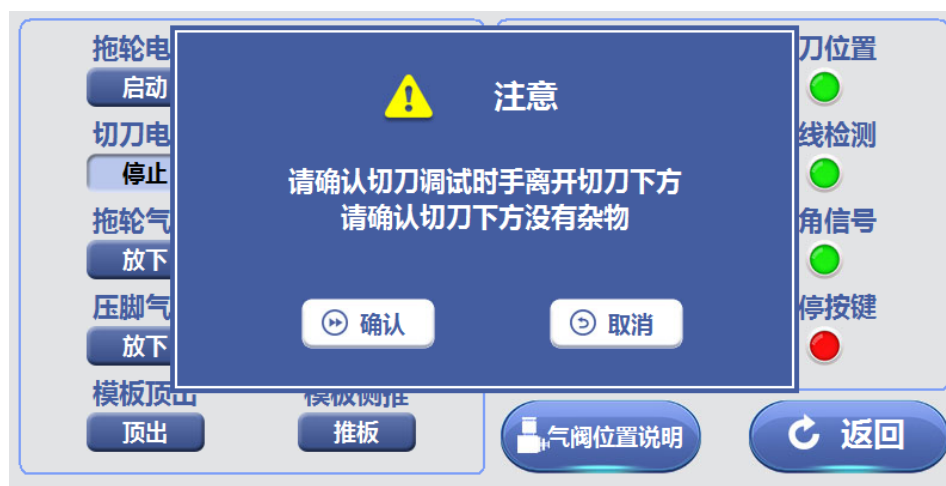 拖轮电
刀位置
启动
注意
切刀电
线检测
停止
请确认切刀调试时手离开切刀下方
请确认切刀下方没有杂物
拖轮气
角信号
放下
压脚气
停按键
确认
取消
放下
模板顶出
模板侧推
顶出
推板
气阀位置说明
返回